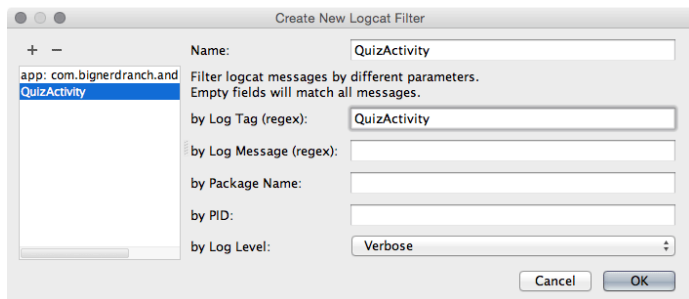 Create New Logcat Filter
+ −
app: com.bignerdranch.and
QuizActivity
Name: QuizActivity
Filter logcat messages by different parameters.
Empty fields will match all messages.
by Log Tag (regex): QuizActivity
by Log Message (regex):
by Package Name:
by PID:
by Log Level: Verbose
Cancel OK